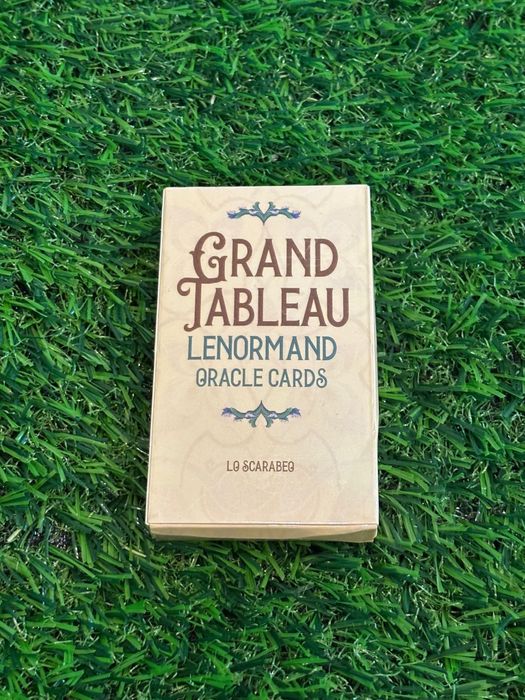 GRAND
TABLEAU
LENORMAND
ORACLE CARDS
LO SCARABEO